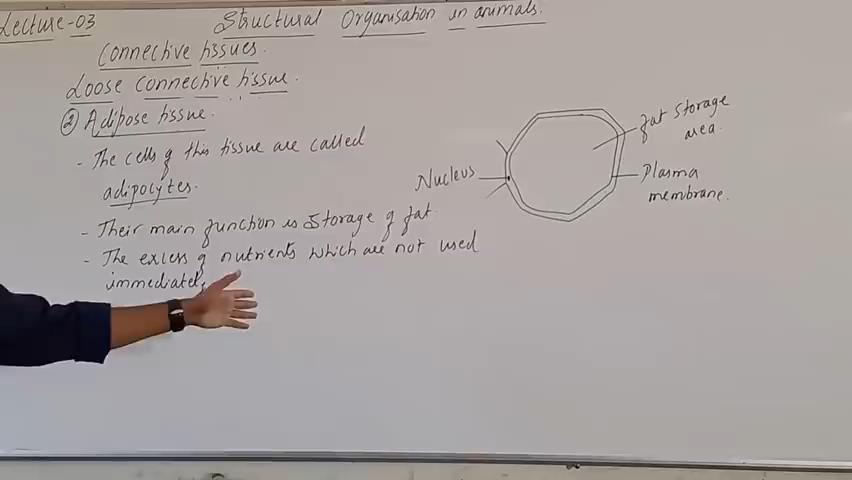 Lecture-03
Structural Organisation in animals.
Connective tissues.
Loose connective tissue.
② Adipose tissue.
- The cells of this tissue are called
adipocytes.
- Their main function is storage of fat.
- The excess of nutrients which are not used
immediately
Nucleus
fat storage
area.
Plasma
membrane.